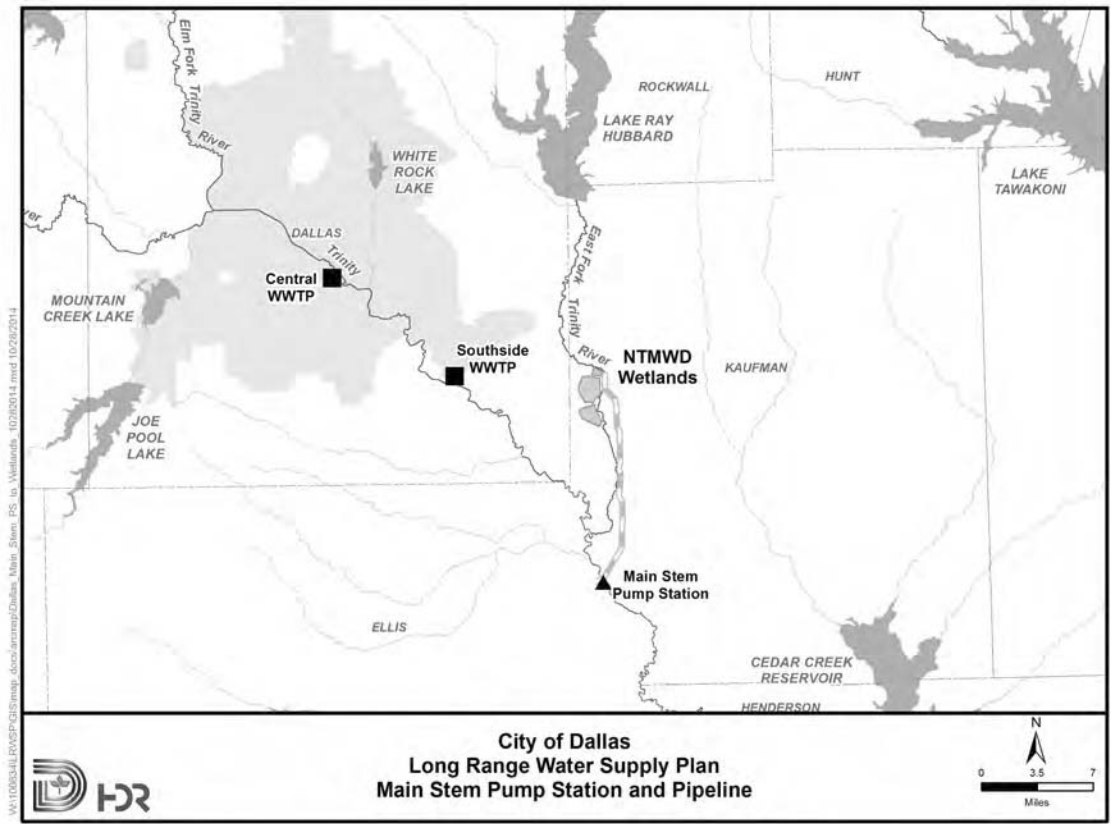 Elm Fork Trinity River
ROCKWALL
HUNT
LAKE RAY
HUBBARD
WHITE
ROCK
LAKE
LAKE
TAWAKONI
ver
DALLAS
Trinity
East Fork Trinity River
Central
WWTP
MOUNTAIN
CREEK LAKE
Southside
WWTP
NTMWD
Wetlands
KAUFMAN
JOE
POOL
LAKE
Main Stem
Pump Station
ELLIS
CEDAR CREEK
RESERVOIR
HENDERSON
City of Dallas
Long Range Water Supply Plan
Main Stem Pump Station and Pipeline
HDR
N
0 3.5 7
Miles